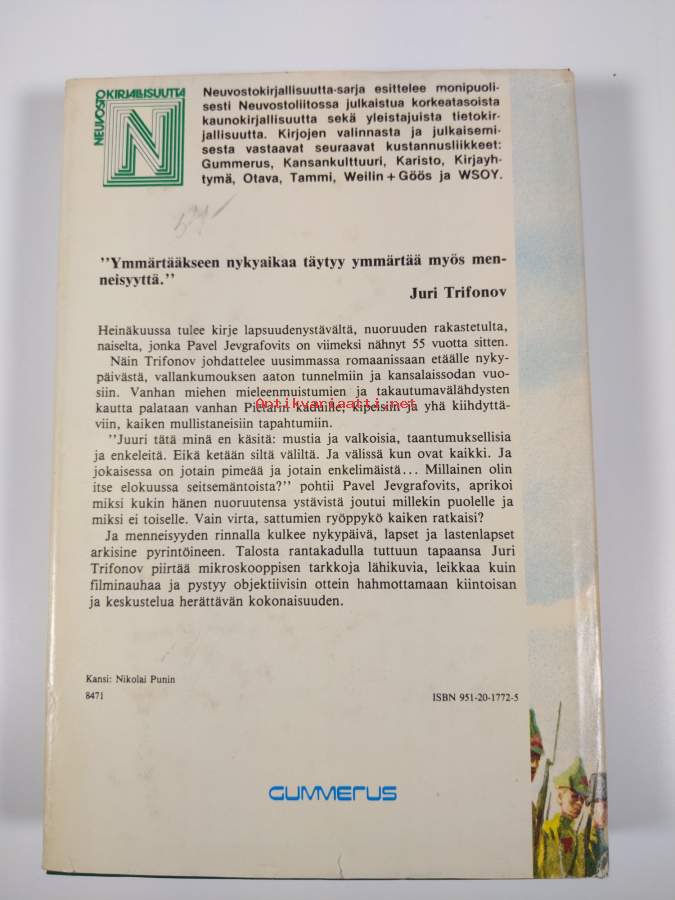 NEUVOSTOKIRJALLISUUTTA
N
Neuvostokirjallisuutta-sarja esittelee monipuoli-
sesti Neuvostoliitossa julkaistua korkeatasoista
kaunokirjallisuutta sekä yleistajuista tietokir-
jallisuutta. Kirjojen valinnasta ja julkaisemi-
sesta vastaavat seuraavat kustannusliikkeet:
Gummerus, Kansankulttuuri, Karisto, Kirjayh-
tymä, Otava, Tammi, Weilin+Göös ja WSOY.
"Ymmärtääkseen nykyaikaa täytyy ymmärtää myös men-
neisyyttä."
Juri Trifonov
Heinäkuussa tulee kirje lapsuudenystävältä, nuoruuden rakastetulta,
naiselta, jonka Pavel Jevgrafovits on viimeksi nähnyt 55 vuotta sitten.
Näin Trifonov johdattelee uusimmassa romaanissaan etäälle nyky-
päivästä, vallankumouksen aaton tunnelmiin ja kansalaissodan vuo-
siin. Vanhan miehen mieleenmuistumien ja takautumavälähdysten
kautta palataan vanhan Pietarin kaduille, kipeisiin ja yhä kiihdyttä-
viin, kaiken mullistaneisiin tapahtumiin.
Antikvariaatti.net
"Juuri tätä minä en käsitä: mustia ja valkoisia, taantumuksellisia
ja enkeleitä. Eikä ketään siltä väliltä. Ja välissä kun ovat kaikki. Ja
jokaisessa on jotain pimeää ja jotain enkelimäistä... Millainen olin
itse elokuussa seitsemäntoista?" pohtii Pavel Jevgrafovits, aprikoi
miksi kukin hänen nuoruutensa ystävistä joutui millekin puolelle ja
miksi ei toiselle. Vain virta, sattumien ryöppykö kaiken ratkaisi?
Ja menneisyyden rinnalla kulkee nykypäivä, lapset ja lastenlapset
arkisine pyrintöineen. Talosta rantakadulla tuttuun tapaansa Juri
Trifonov piirtää mikroskooppisen tarkkoja lähikuvia, leikkaa kuin
filminauhaa ja pystyy objektiivisin ottein hahmottamaan kiintoisan
ja keskustelua herättävän kokonaisuuden.
Kansi: Nikolai Punin
8471
ISBN 951-20-1772-5
GUMMERUS